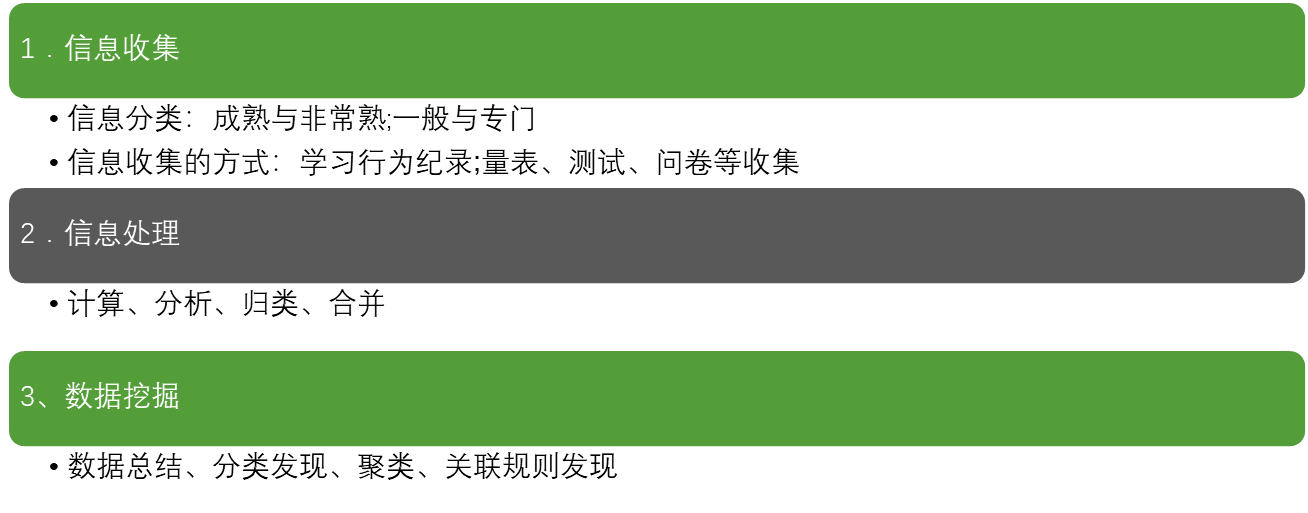 1．信息收集
• 信息分类：成熟与非常熟;一般与专门
• 信息收集的方式：学习行为纪录;量表、测试、问卷等收集
2．信息处理
• 计算、分析、归类、合并
3、数据挖掘
• 数据总结、分类发现、聚类、关联规则发现